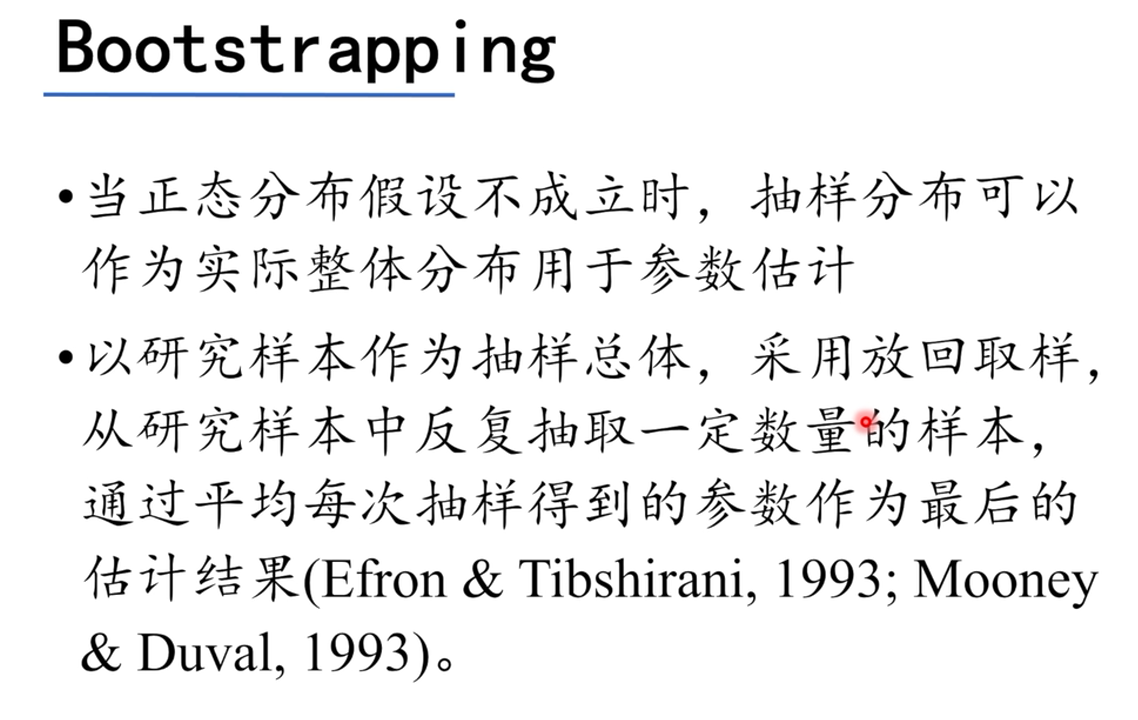 Bootstrapping
•当正态分布假设不成立时，抽样分布可以
作为实际整体分布用于参数估计
•以研究样本作为抽样总体，采用放回取样，
从研究样本中反复抽取一定数量的样本，
通过平均每次抽样得到的参数作为最后的
估计结果(Efron & Tibshirani, 1993; Mooney
& Duval, 1993)。